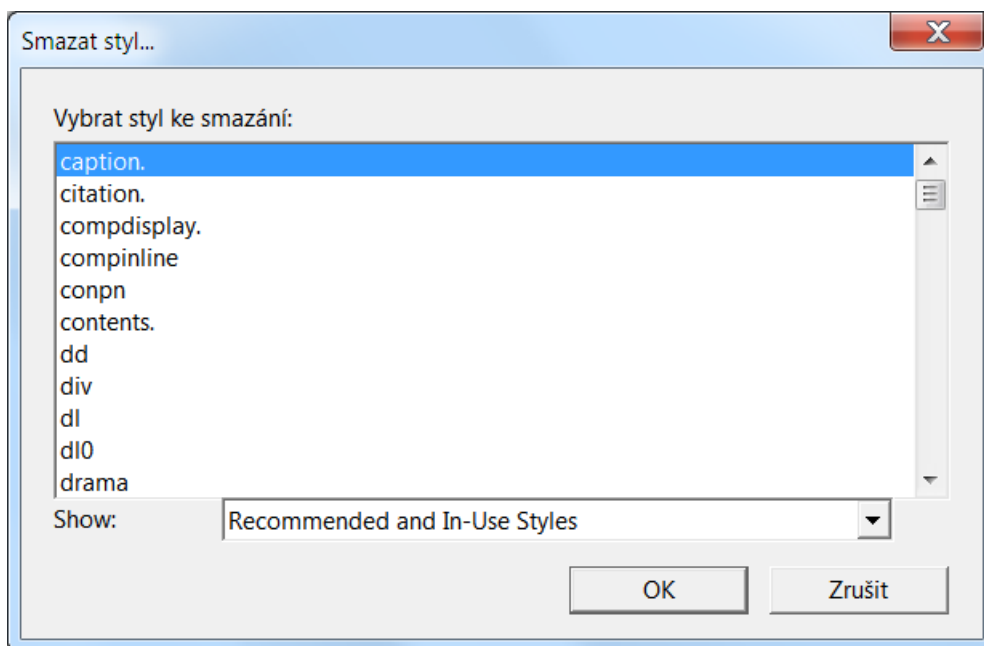 Smazat styl...
Vybrat styl ke smazání:
caption.
citation.
compdisplay.
compinline
conpn
contents.
dd
div
dl
dl0
drama
Show: Recommended and In-Use Styles
OK Zrušit